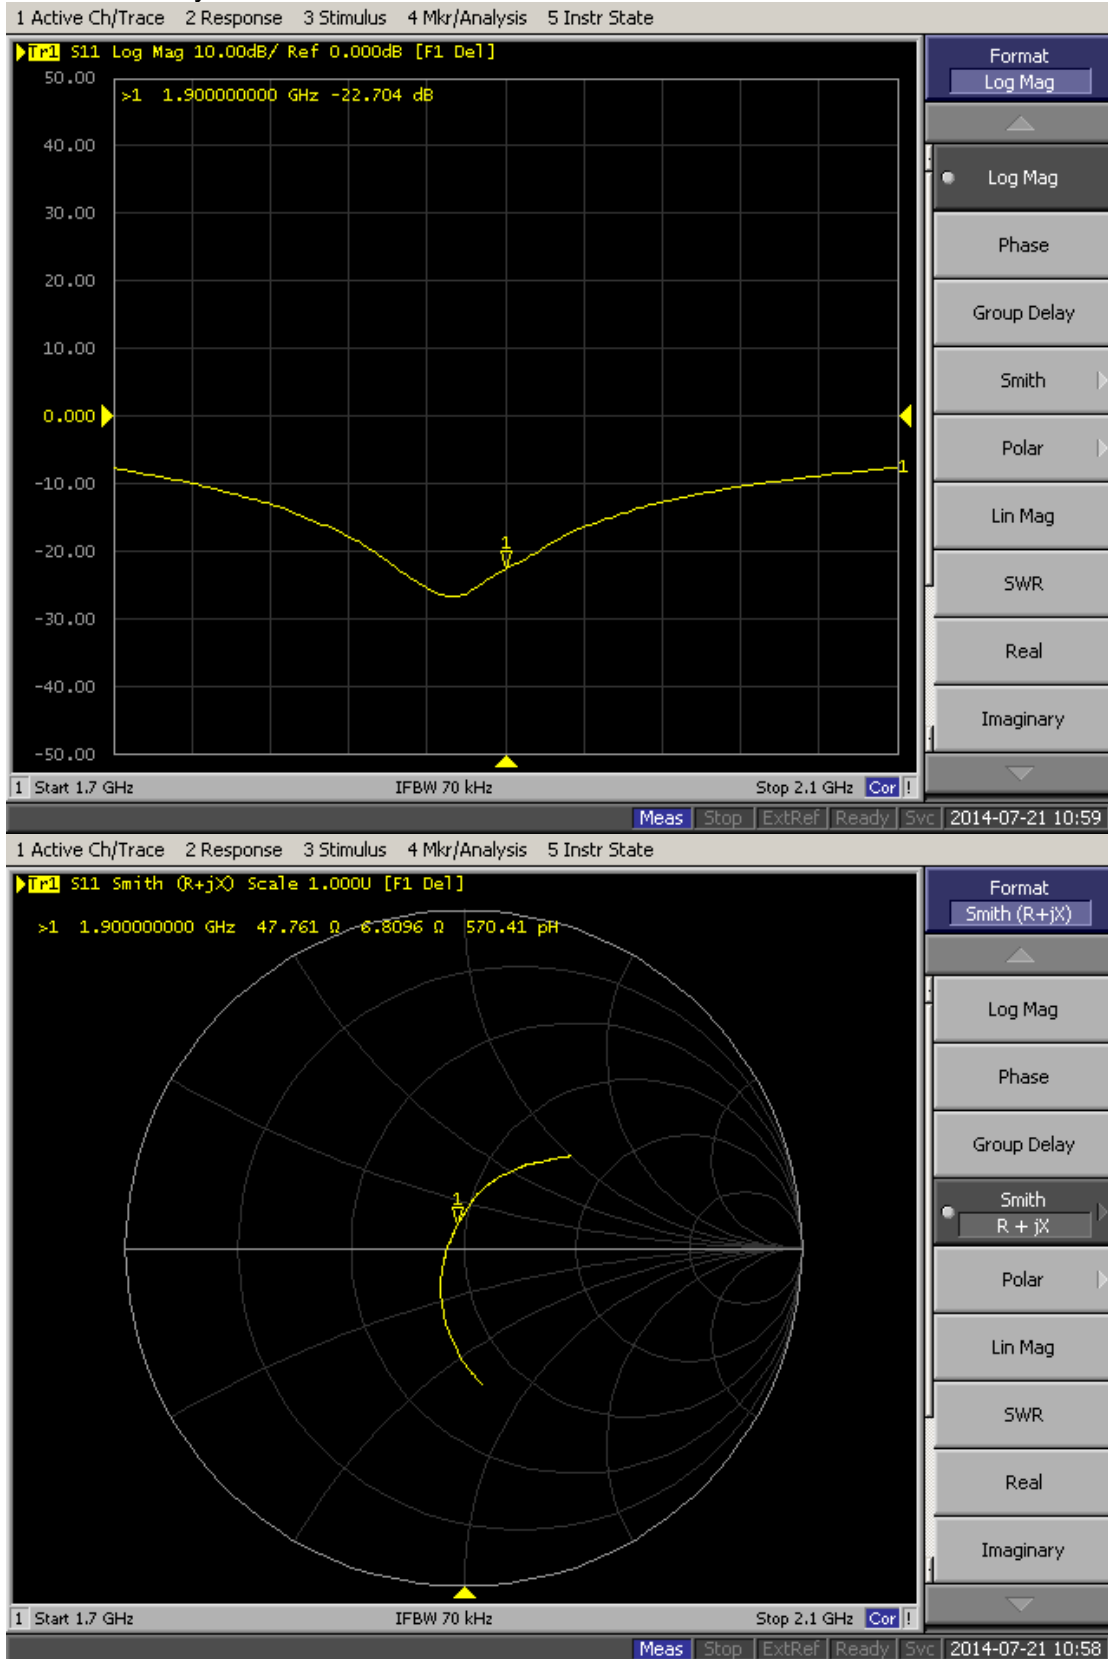 1 Active Ch/Trace 2 Response 3 Stimulus 4 Mkr/Analysis 5 Instr State
Tr1 S11 Log Mag 10.00dB/ Ref 0.000dB [F1 Del]
50.00
>1 1.900000000 GHz -22.704 dB
40.00
30.00
20.00
10.00
0.000
-10.00
-20.00
-30.00
-40.00
-50.00
1
1
1 Start 1.7 GHz IFBW 70 kHz Stop 2.1 GHz Cor !
Format
Log Mag
Log Mag
Phase
Group Delay
Smith
Polar
Lin Mag
SWR
Real
Imaginary
Meas Stop ExtRef Ready Svc 2014-07-21 10:59
1 Active Ch/Trace 2 Response 3 Stimulus 4 Mkr/Analysis 5 Instr State
Tr1 S11 Smith (R+jX) Scale 1.000U [F1 Del]
>1 1.900000000 GHz 47.761 Ω 6.8096 Ω 570.41 pH
1
1 Start 1.7 GHz IFBW 70 kHz Stop 2.1 GHz Cor !
Format
Smith (R+jX)
Log Mag
Phase
Group Delay
Smith
R + jX
Polar
Lin Mag
SWR
Real
Imaginary
Meas Stop ExtRef Ready Svc 2014-07-21 10:58